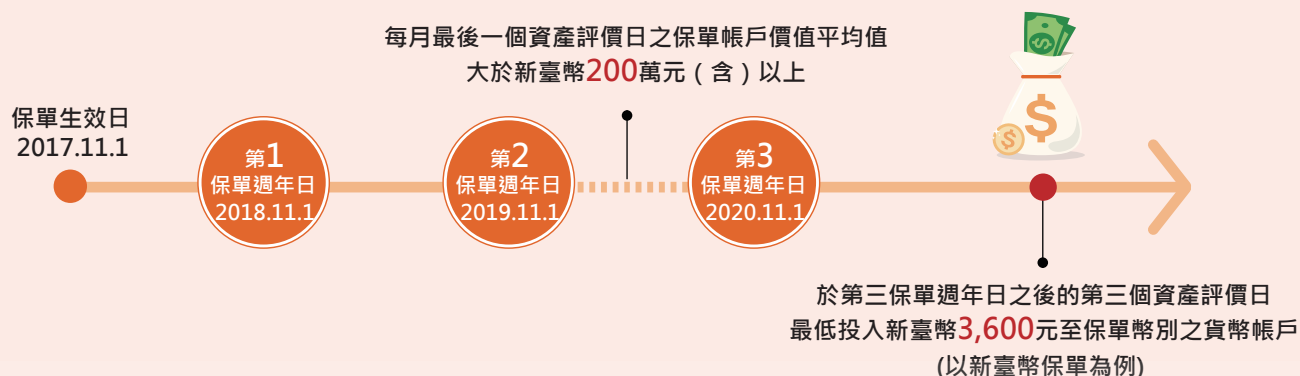 每月最後一個資產評價日之保單帳戶價值平均值
大於新臺幣200萬元(含)以上
保單生效日
2017.11.1
第1
保單週年日
2018.11.1
第2
保單週年日
2019.11.1
第3
保單週年日
2020.11.1
$
$
$
於第三保單週年日之後的第三個資產評價日
最低投入新臺幣3,600元至保單幣別之貨幣帳戶
(以新臺幣保單為例)